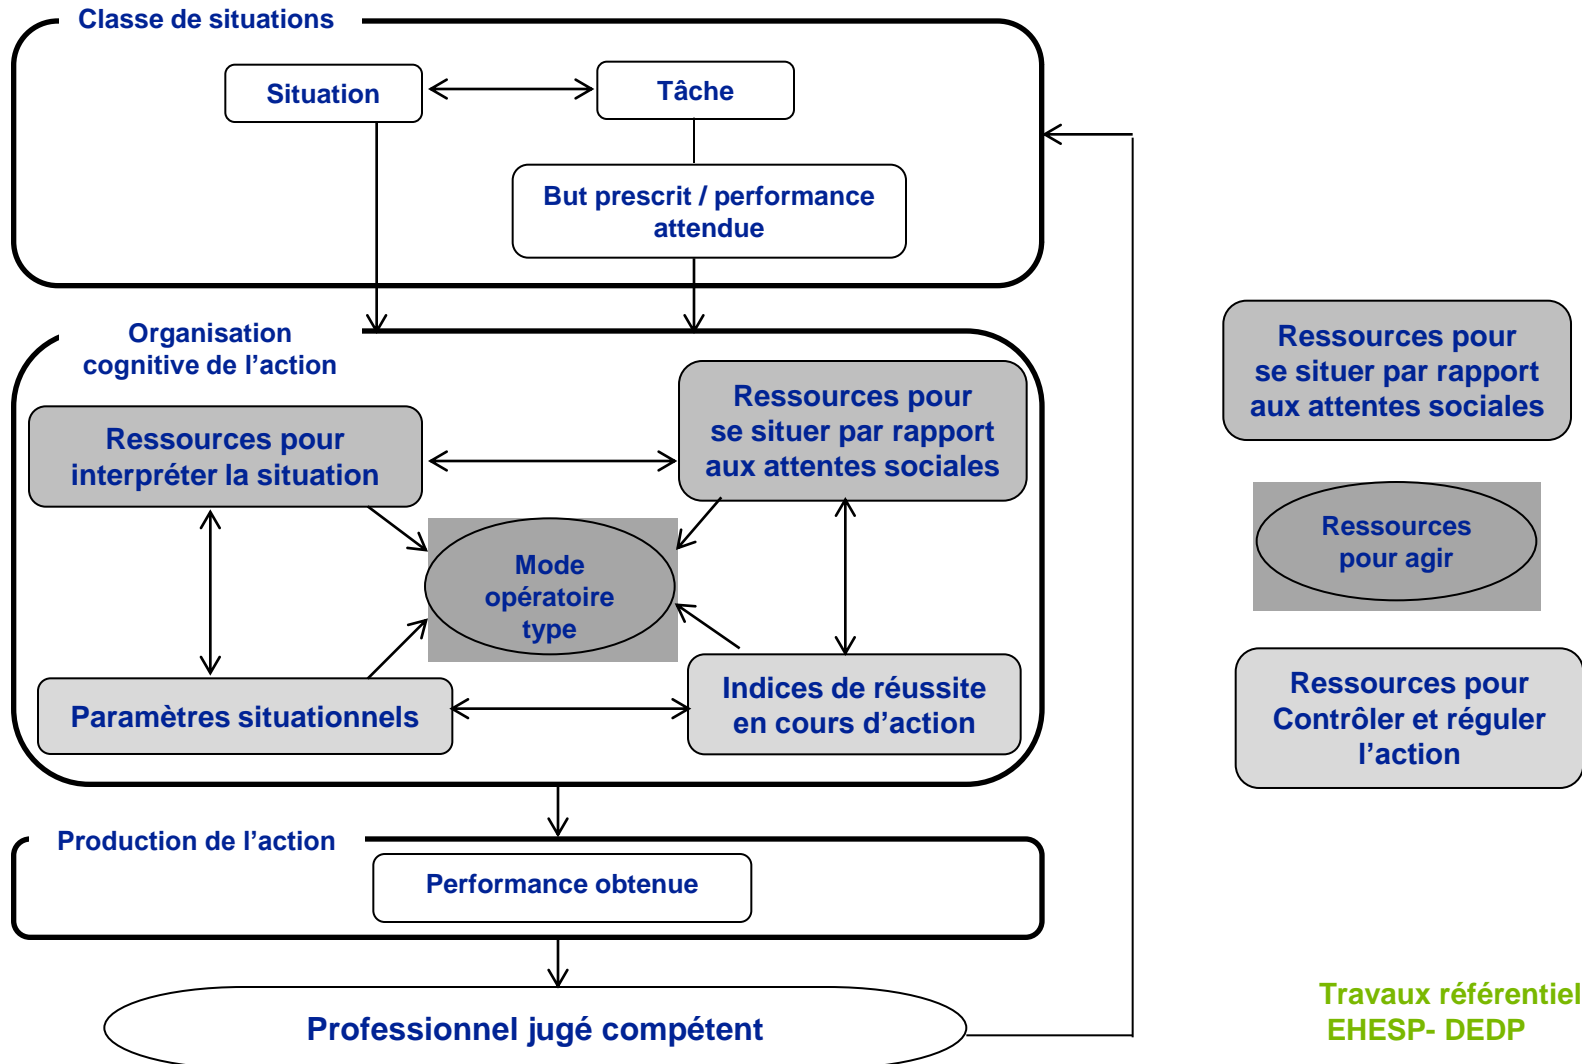 Classe de situations
Situation
Tâche
But prescrit / performance
attendue
Organisation
cognitive de l’action
Ressources pour
interpréter la situation
Ressources pour
se situer par rapport
aux attentes sociales
Mode
opératoire
type
Paramètres situationnels
Indices de réussite
en cours d’action
Production de l’action
Performance obtenue
Professionnel jugé compétent
Ressources pour
se situer par rapport
aux attentes sociales
Ressources
pour agir
Ressources pour
Contrôler et réguler
l’action
Travaux référentiel
EHESP- DEDP